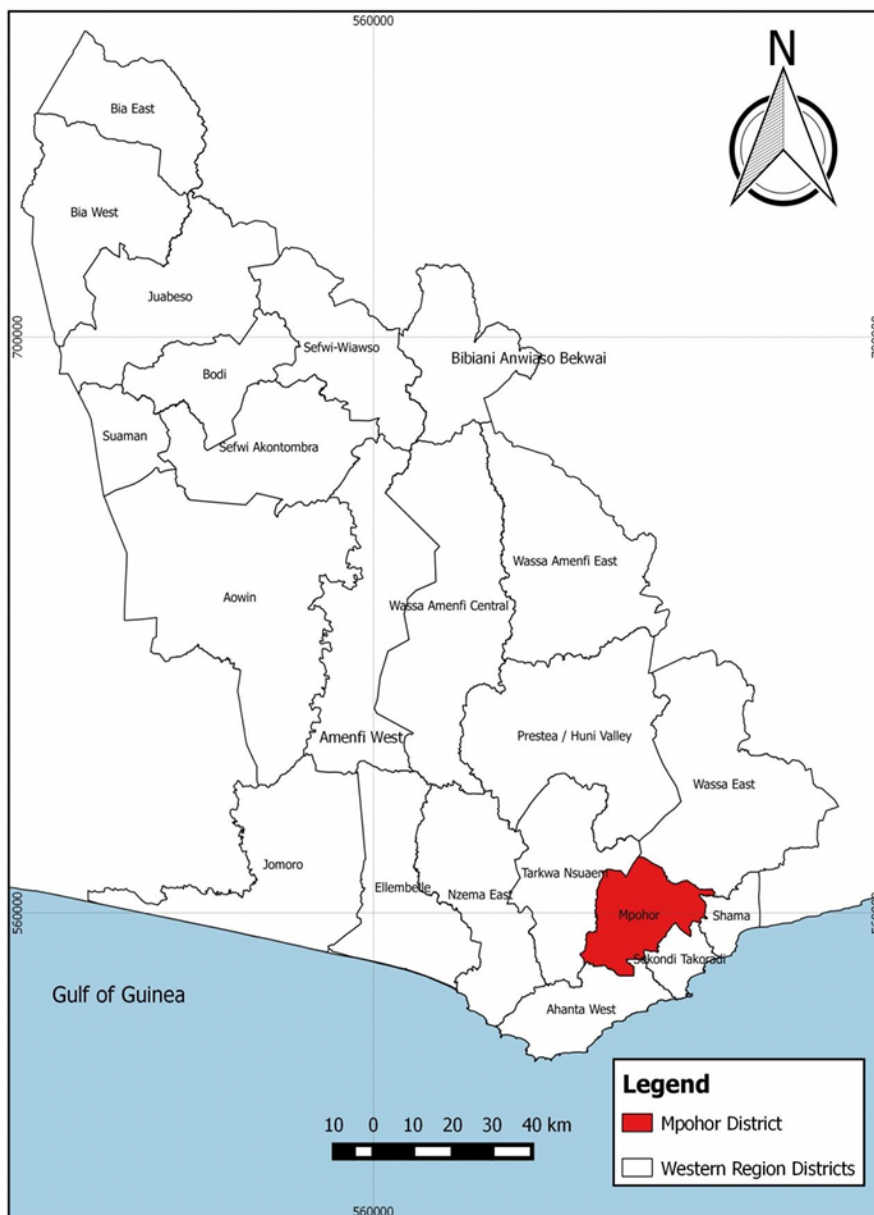 560000
N
Bia East
Bia West
Juabeso
700000
Sefwi-Wiawso
Bibiani Anwiaso Bekwai
Bodi
Suaman
Sefwi Akontombra
Wassa Amenfi East
Aowin
Wassa Amenfi Central
Amenfi West
Prestea / Huni Valley
Wassa East
Jomoro
Tarkwa Nsuaem
Ellembelle
Nzema East
560000
Mpohor
Shama
Sekondi Takoradi
Gulf of Guinea
Ahanta West
Legend
Mpohor District
Western Region Districts
10 0 10 20 30 40 km
560000